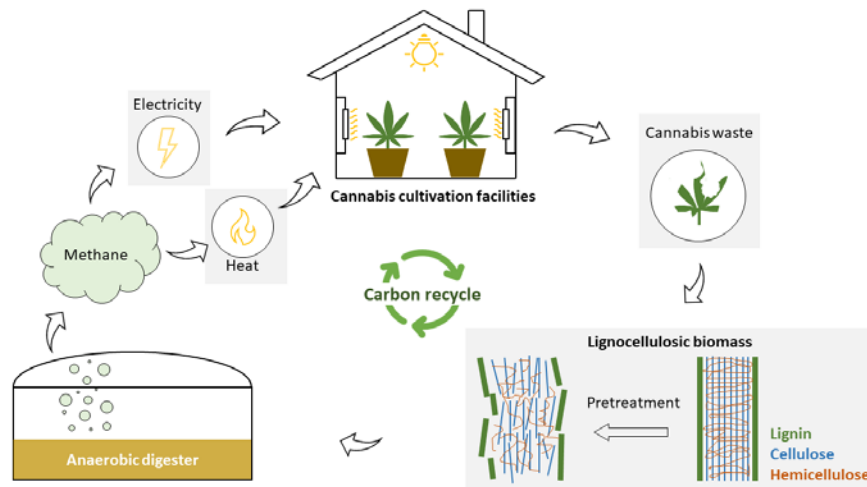 Electricity
Cannabis waste
Cannabis cultivation facilities
Methane
Heat
Carbon recycle
Lignocellulosic biomass
Pretreatment
Lignin
Cellulose
Hemicellulose
Anaerobic digester